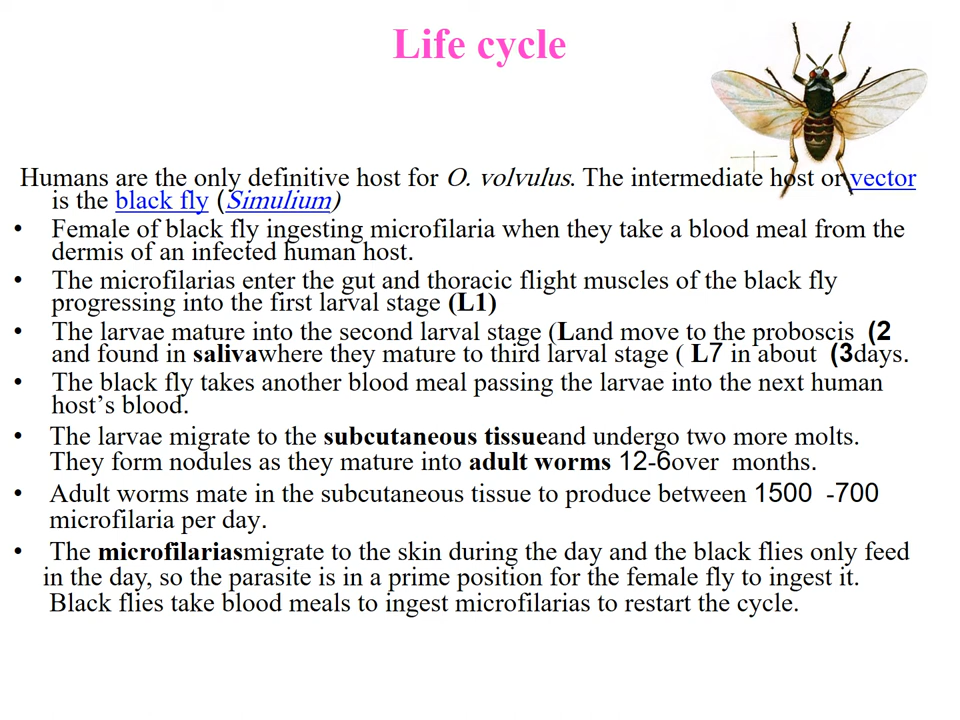 Life cycle
Humans are the only definitive host for O. volvulus. The intermediate host or vector
is the black fly (Simulium)
• Female of black fly ingesting microfilaria when they take a blood meal from the
dermis of an infected human host.
• The microfilarias enter the gut and thoracic flight muscles of the black fly
progressing into the first larval stage (L1)
• The larvae mature into the second larval stage (Land move to the proboscis (2
and found in salivawhere they mature to third larval stage ( L7 in about (3days.
• The black fly takes another blood meal passing the larvae into the next human
host’s blood.
• The larvae migrate to the subcutaneous tissueand undergo two more molts.
They form nodules as they mature into adult worms 12-6over months.
• Adult worms mate in the subcutaneous tissue to produce between 1500 -700
microfilaria per day.
• The microfilariasmigrate to the skin during the day and the black flies only feed
in the day, so the parasite is in a prime position for the female fly to ingest it.
Black flies take blood meals to ingest microfilarias to restart the cycle.